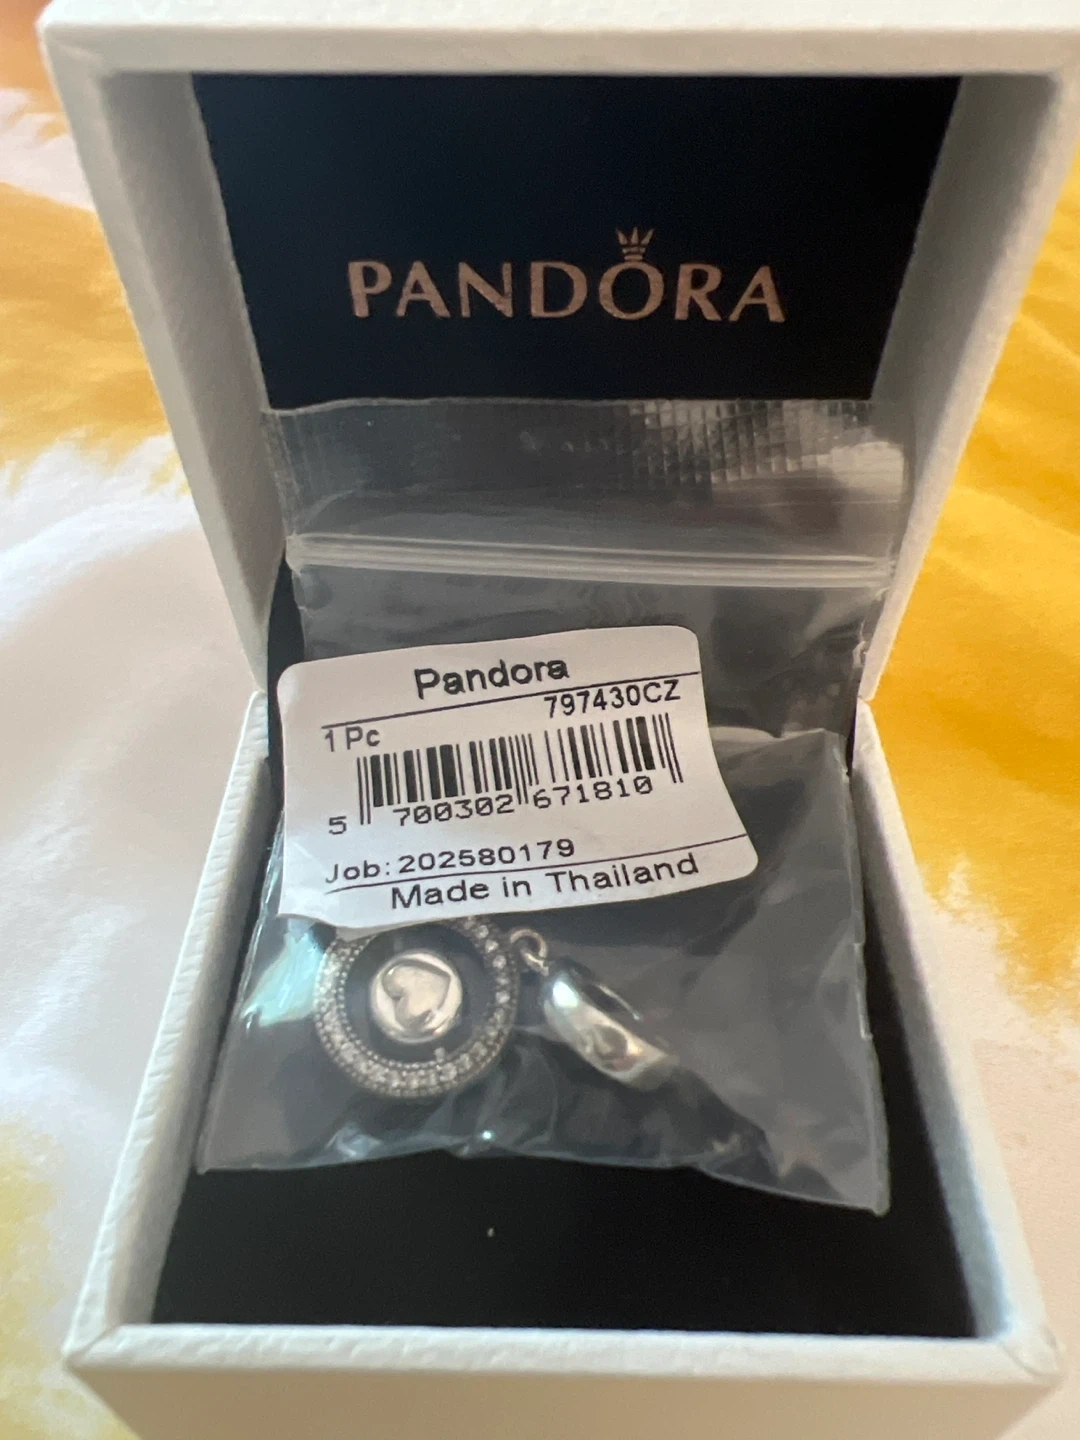 PANDORA
Pandora
797430CZ
1 Pc
5 700302 671810
Job: 202580179
Made in Thailand